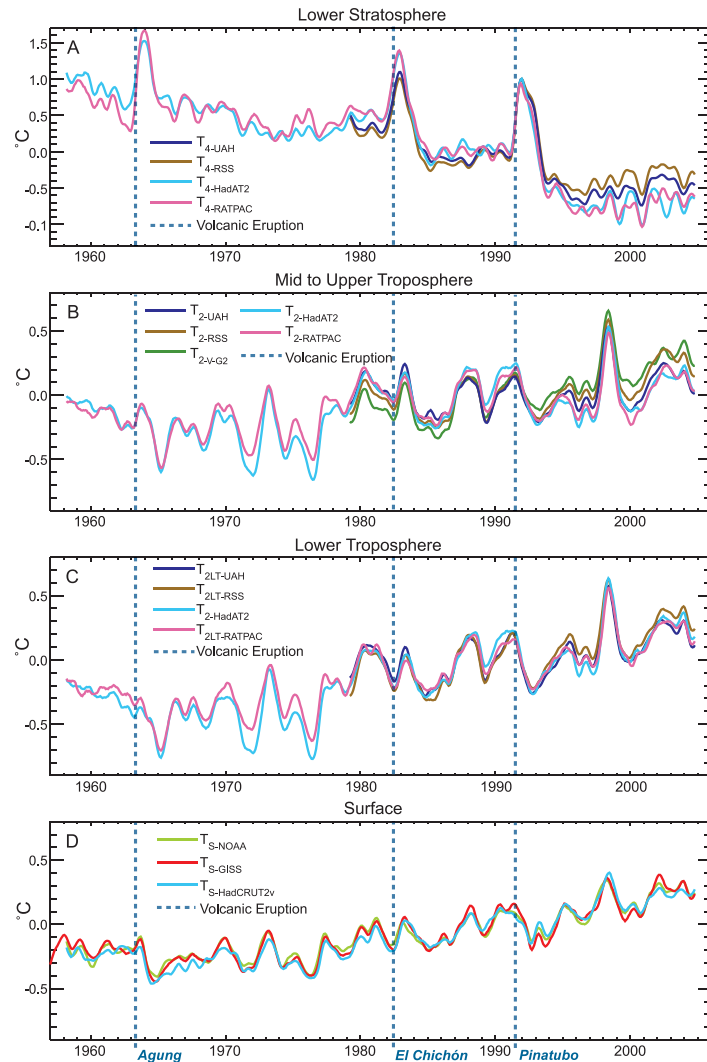 Lower Stratosphere
A
1.5
1.0
0.5
0.0
-0.5
-0.1
°C
T4-UAH
T4-RSS
T4-HadAT2
T4-RATPAC
Volcanic Eruption
1960 1970 1980 1990 2000
Mid to Upper Troposphere
B
0.5
0.0
-0.5
°C
T2-UAH T2-HadAT2
T2-RSS T2-RATPAC
T2-V-G2 Volcanic Eruption
1960 1970 1980 1990 2000
Lower Troposphere
C
0.5
0.0
-0.5
°C
T2LT-UAH
T2LT-RSS
T2-HadAT2
T2LT-RATPAC
Volcanic Eruption
1960 1970 1980 1990 2000
Surface
D
0.5
0.0
-0.5
°C
TS-NOAA
TS-GISS
TS-HadCRUT2v
Volcanic Eruption
1960 1970 1980 1990 2000
Agung El Chichón Pinatubo